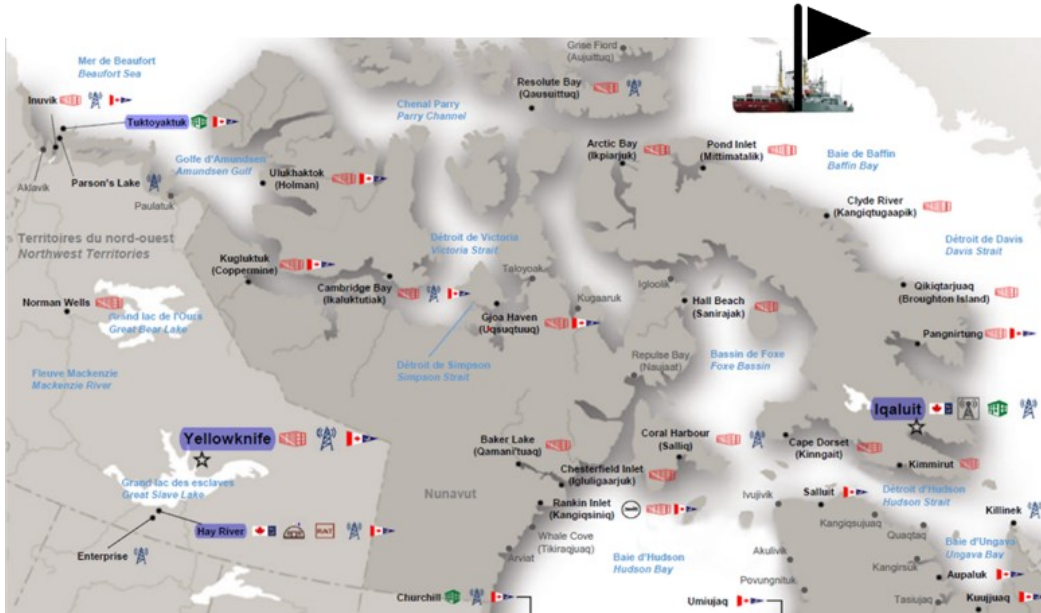 Grise Fiord
(Aujuittuq)
Mer de Beaufort
Beaufort Sea
Resolute Bay
(Qausuittuq)
Inuvik
Chenal Parry
Parry Channel
Tuktoyaktuk
Arctic Bay
(Ikpiarjuk)
Pond Inlet
(Mittimatalik)
Baie de Baffin
Baffin Bay
Golfe d'Amundsen
Amundsen Gulf
Ulukhaktok
(Holman)
Parson's Lake
Aklavik
Paulatuk
Clyde River
(Kangiqtugaapik)
Territoires du nord-ouest
Northwest Territories
Détroit de Victoria
Victoria Strait
Détroit de Davis
Davis Strait
Kugluktuk
(Coppermine)
Taloyoak
Igloolik
Cambridge Bay
(Ikaluktutiak)
Qikiqtarjuaq
(Broughton Island)
Norman Wells
Kugaaruk
Hall Beach
(Sanirajak)
Grand lac de l'Ours
Great Bear Lake
Gjoa Haven
(Uqsuqtuuq)
Pangnirtung
Détroit de Simpson
Simpson Strait
Repulse Bay
(Naujaat)
Bassin de Foxe
Foxe Bassin
Fleuve Mackenzie
Mackenzie River
Iqaluit
Yellowknife
Baker Lake
(Qamani'tuaq)
Coral Harbour
(Salliq)
Cape Dorset
(Kinngait)
Kimmirut
Chesterfield Inlet
(Igluligaarjuk)
Grand lac des esclaves
Great Slave Lake
Nunavut
Ivujivik
Salluit
Détroit d'Hudson
Hudson Strait
Rankin Inlet
(Kangiqsiniq)
Killinek
Kangiqsujuaq
Hay River
RAT
Whale Cove
(Tikiraqjuaq)
Quaqtaq
Enterprise
Arviat
Baie d'Hudson
Hudson Bay
Akulivik
Baie d'Ungava
Ungava Bay
Kangirsuk
Povungnituk
Aupaluk
Churchill
Umiujaq
Tasiujaq
Kuujjuaq